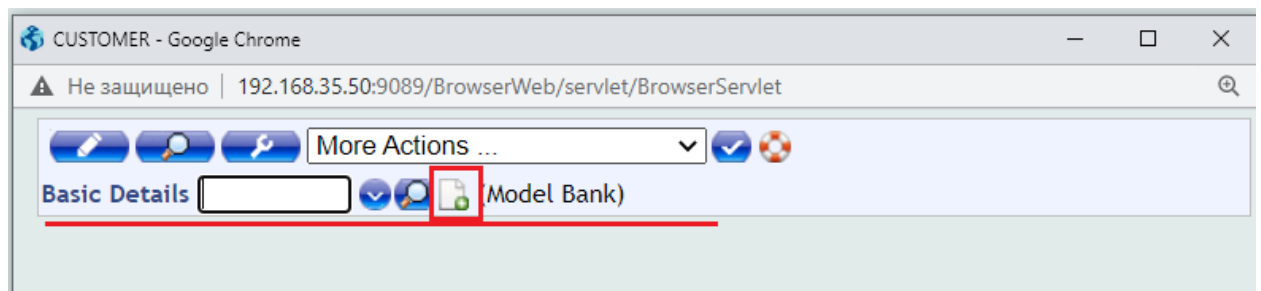 CUSTOMER - Google Chrome
Не защищено | 192.168.35.50:9089/BrowserWeb/servlet/BrowserServlet
More Actions ...
Basic Details (Model Bank)